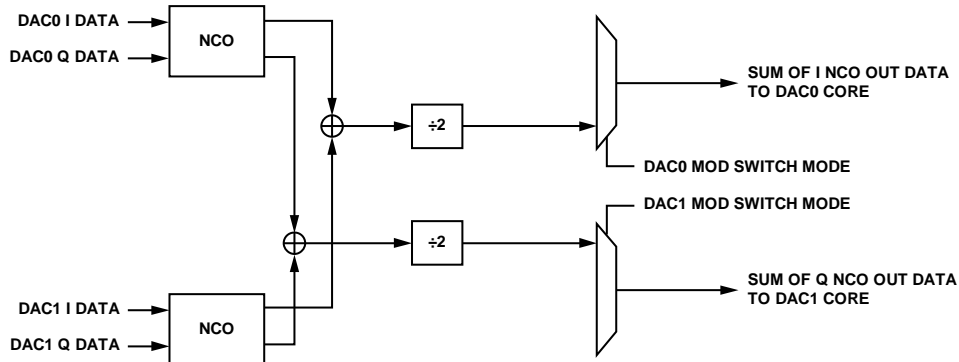 DAC0 I DATA
DAC0 Q DATA
NCO
÷2
SUM OF I NCO OUT DATA
TO DAC0 CORE
DAC0 MOD SWITCH MODE
DAC1 MOD SWITCH MODE
÷2
SUM OF Q NCO OUT DATA
TO DAC1 CORE
DAC1 I DATA
DAC1 Q DATA
NCO